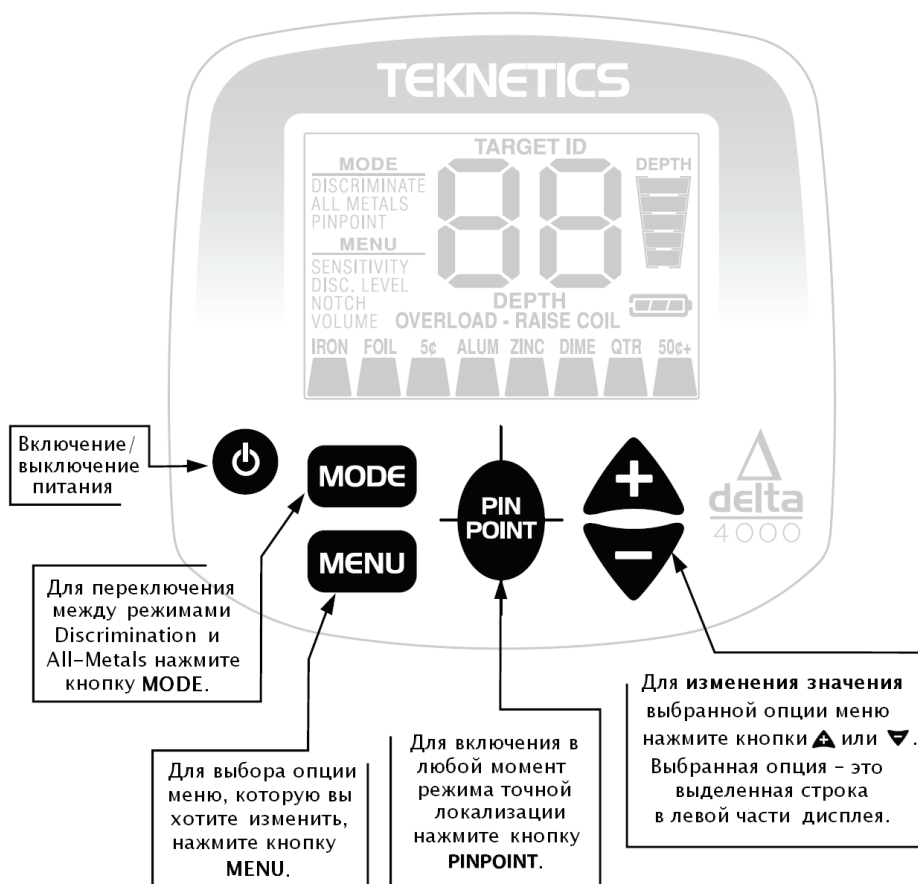 TEKNETICS
TARGET ID
MODE
DISCRIMINATE
ALL METALS
PINPOINT
MENU
SENSITIVITY
DISC. LEVEL
NOTCH
VOLUME
88
DEPTH
DEPTH
OVERLOAD - RAISE COIL
IRON FOIL 5¢ ALUM ZINC DIME QTR 50¢+
Включение/
выключение
питания
MODE
MENU
PIN
POINT
+
−
delta
4000
Для переключения
между режимами
Discrimination и
All-Metals нажмите
кнопку MODE.
Для выбора опции
меню, которую вы
хотите изменить,
нажмите кнопку
MENU.
Для включения в
любой момент
режима точной
локализации
нажмите кнопку
PINPOINT.
Для изменения значения
выбранной опции меню
нажмите кнопки + или −.
Выбранная опция – это
выделенная строка
в левой части дисплея.